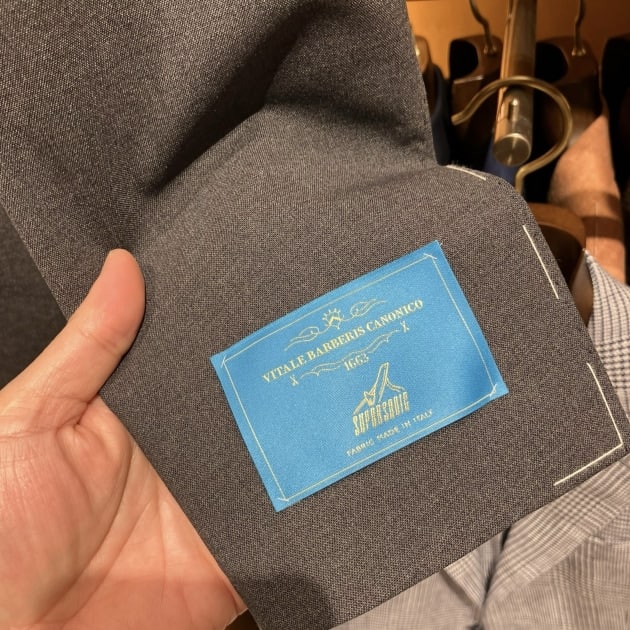 VITALE BARBERIS CANONICO
1663
SUPERSONIC
FABRIC MADE IN ITALY